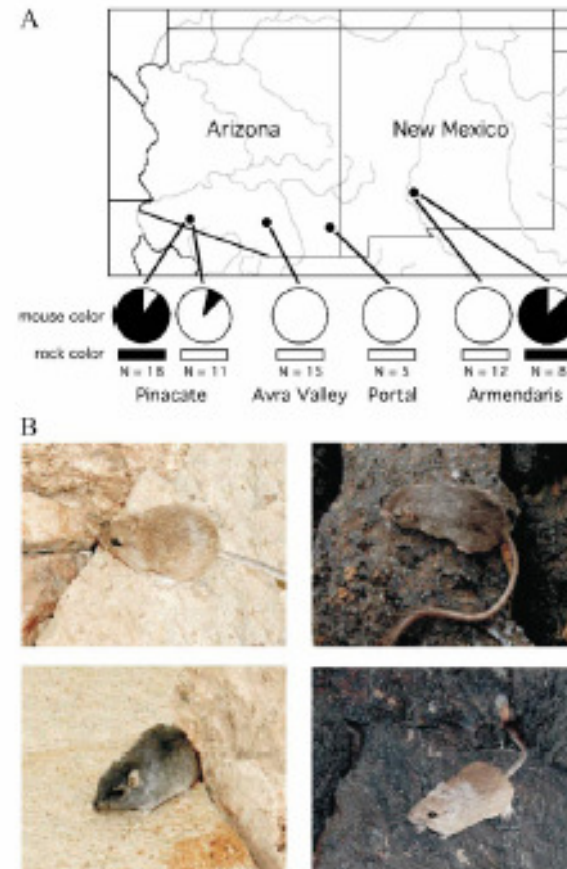 A
Arizona
New Mexico
mouse color
rock color
N = 18
N = 11
N = 15
N = 5
N = 12
N = 8
Pinacate
Avra Valley
Portal
Armendaris
B